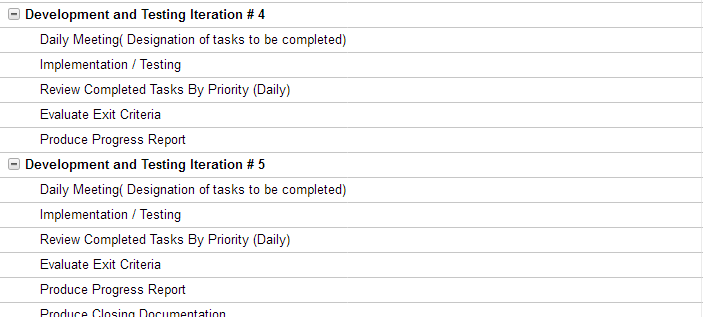 Development and Testing Iteration # 4
Daily Meeting( Designation of tasks to be completed)
Implementation / Testing
Review Completed Tasks By Priority (Daily)
Evaluate Exit Criteria
Produce Progress Report
Development and Testing Iteration # 5
Daily Meeting( Designation of tasks to be completed)
Implementation / Testing
Review Completed Tasks By Priority (Daily)
Evaluate Exit Criteria
Produce Progress Report
Produce Closing Documentation